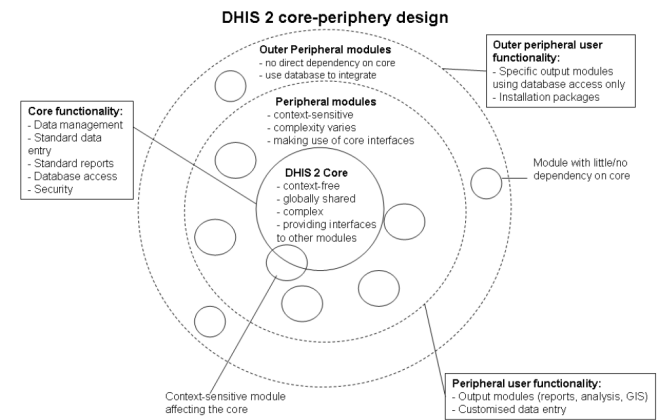 DHIS 2 core-periphery design
Outer Peripheral modules
- no direct dependency on core
- use database to integrate
Outer peripheral user
functionality:
- Specific output modules
using database access only
- Installation packages
Peripheral modules
- context-sensitive
- complexity varies
- making use of core interfaces
Core functionality:
- Data management
- Standard data
entry
- Standard reports
- Database access
- Security
DHIS 2 Core
- context-free
- globally shared
- complex
- providing interfaces
to other modules
Module with little/no
dependency on core
Context-sensitive module
affecting the core
Peripheral user functionality:
- Output modules (reports, analysis, GIS)
- Customised data entry